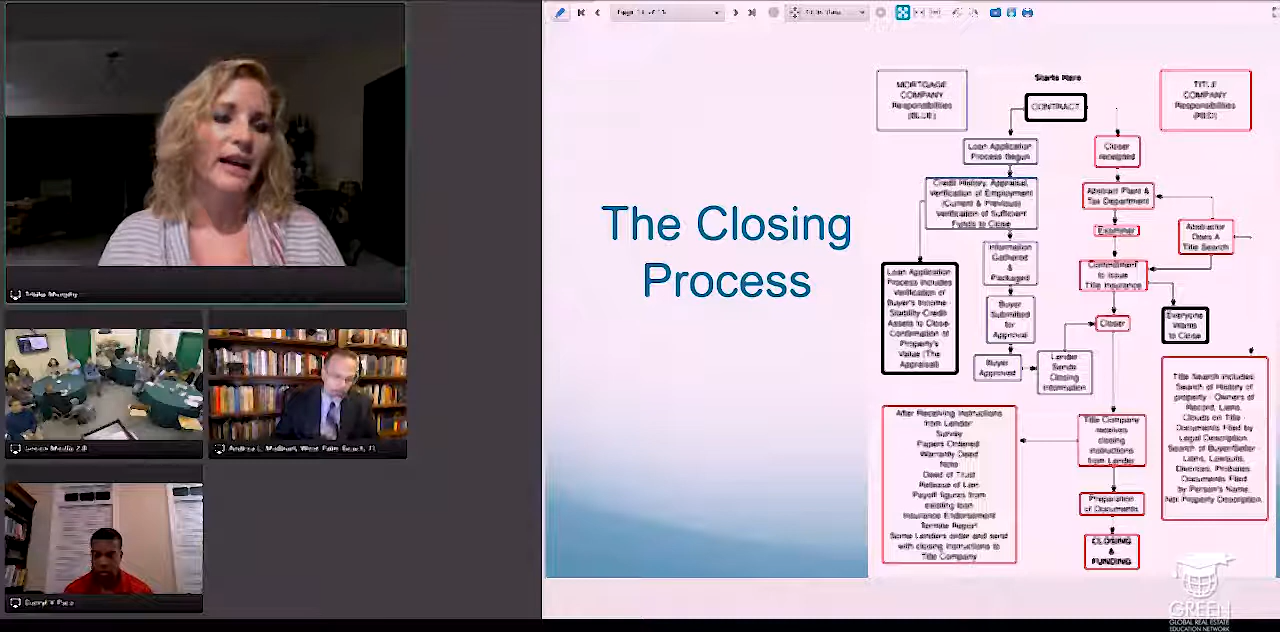 The Closing
Process
MORTGAGE
COMPANY
Responsibilities
(BLUE)
Starts Here
CONTRACT
TITLE
COMPANY
Responsibilities
(RED)
Loan Application
Process Begun
Closer
receipted
Credit History, Appraisal,
Verification of Employment
(Current & Previous)
Verification of Sufficient
Funds to Close
Abstract Plant &
Tax Department
Examiner
Abstractor
Does A
Title Search
Information
Gathered
&
Packaged
Commitment
to Issue
Title Insurance
Loan Application
Process includes
Verification of
Buyer's Income
Stability Credit
Assets to Close
Confirmation of
Property's
Value (The
Appraisal)
Buyer
Submitted
for
Approval
Closer
Everyone
Wants
to Close
Buyer
Approved
Lender
Sends
Closing
Information
Title Search includes
Search of History of
property - Owners of
Record, Liens,
Clouds on Title -
Documents Filed by
Legal Description.
Search of Buyer/Seller -
Liens, Lawsuits,
Divorces, Probates
Documents Filed
by Person's Name,
Not Property Description.
After Receiving Instructions
from Lender
Survey
Papers Ordered
Warranty Deed
Note
Deed of Trust
Release of Lien
Payoff figures from
existing loan
Insurance Endorsement
Termite Report
Some Lenders order and send
with closing instructions to
Title Company
Title Company
receives
closing
instructions
from Lender
Preparation
of Documents
CLOSING
&
FUNDING
GREEN
GLOBAL REAL ESTATE
EDUCATION NETWORK